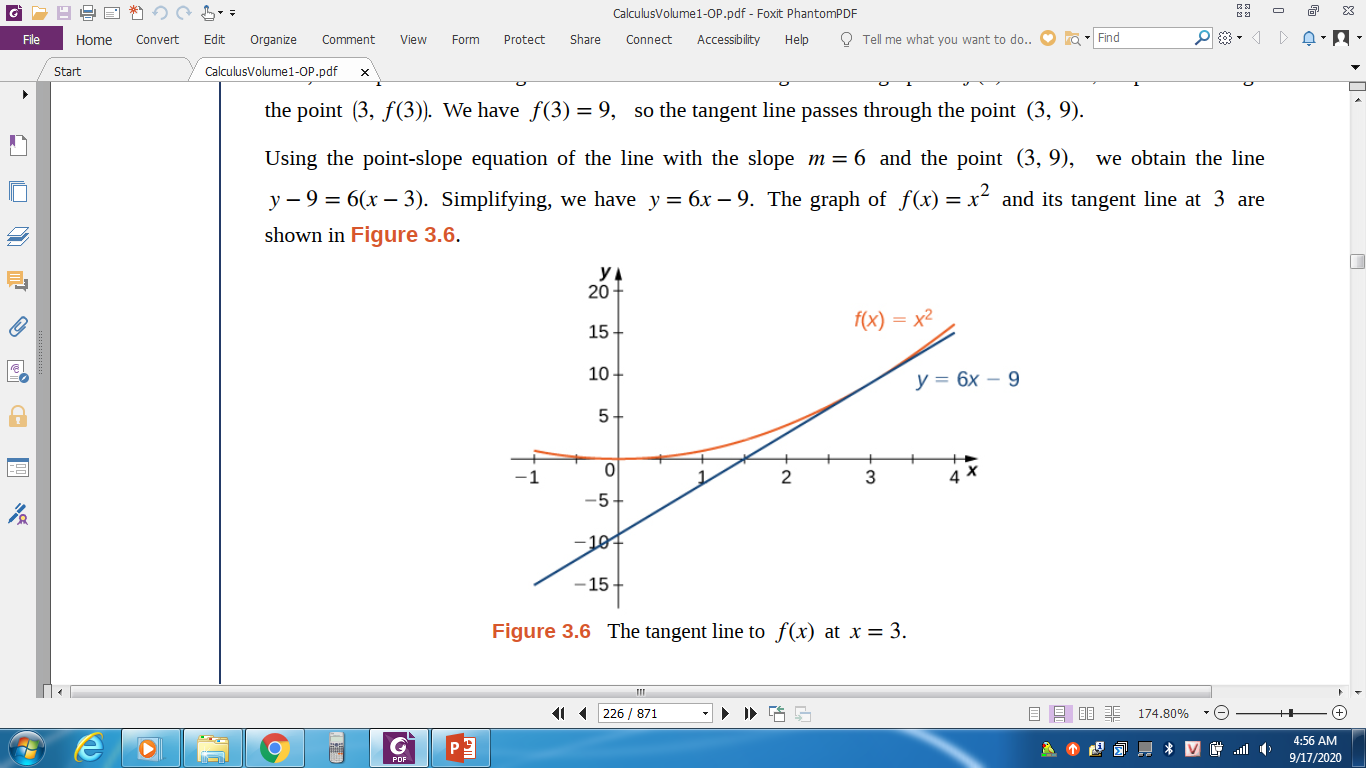 CalculusVolume1-OP.pdf - Foxit PhantomPDF
File Home Convert Edit Organize Comment View Form Protect Share Connect Accessibility Help Tell me what you want to do.. Find
Start CalculusVolume1-OP.pdf
the point (3, f(3)). We have f(3) = 9, so the tangent line passes through the point (3, 9).
Using the point-slope equation of the line with the slope m = 6 and the point (3, 9), we obtain the line
y − 9 = 6(x − 3). Simplifying, we have y = 6x − 9. The graph of f(x) = x² and its tangent line at 3 are
shown in Figure 3.6.
y
20
f(x) = x²
15
10
y = 6x − 9
5
−1 0 1 2 3 4 x
−5
−10
−15
Figure 3.6 The tangent line to f(x) at x = 3.
226 / 871 174.80%
PDF
4:56 AM
9/17/2020